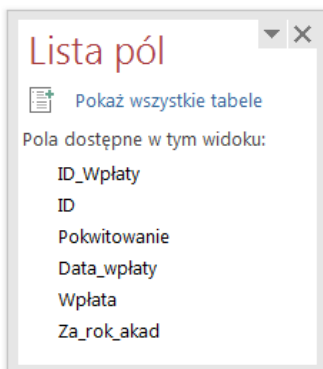 Lista pól
Pokaż wszystkie tabele
Pola dostępne w tym widoku:
ID_Wpłaty
ID
Pokwitowanie
Data_wpłaty
Wpłata
Za_rok_akad